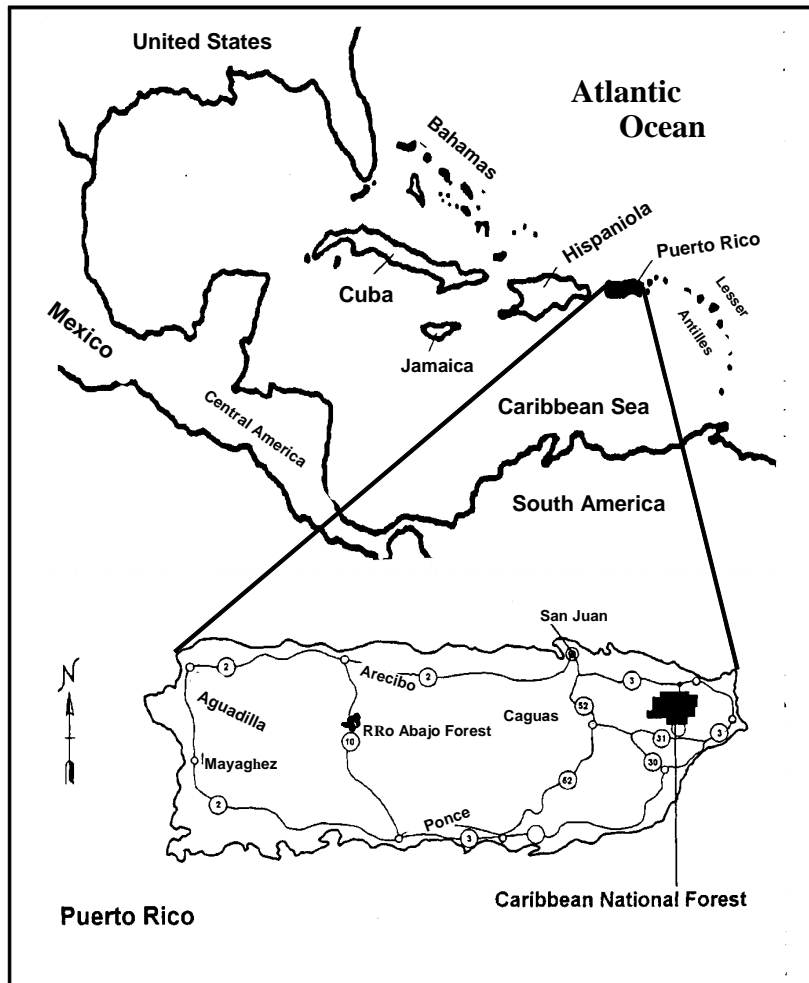 United States
Atlantic
Ocean
Bahamas
Hispaniola
Puerto Rico
Cuba
Lesser
Antilles
Mexico
Jamaica
Central America
Caribbean Sea
South America
San Juan
N
2
Arecibo
2
3
Aguadilla
52
Caguas
RRo Abajo Forest
10
31
3
Mayaghez
30
52
2
Ponce
3
Caribbean National Forest
Puerto Rico